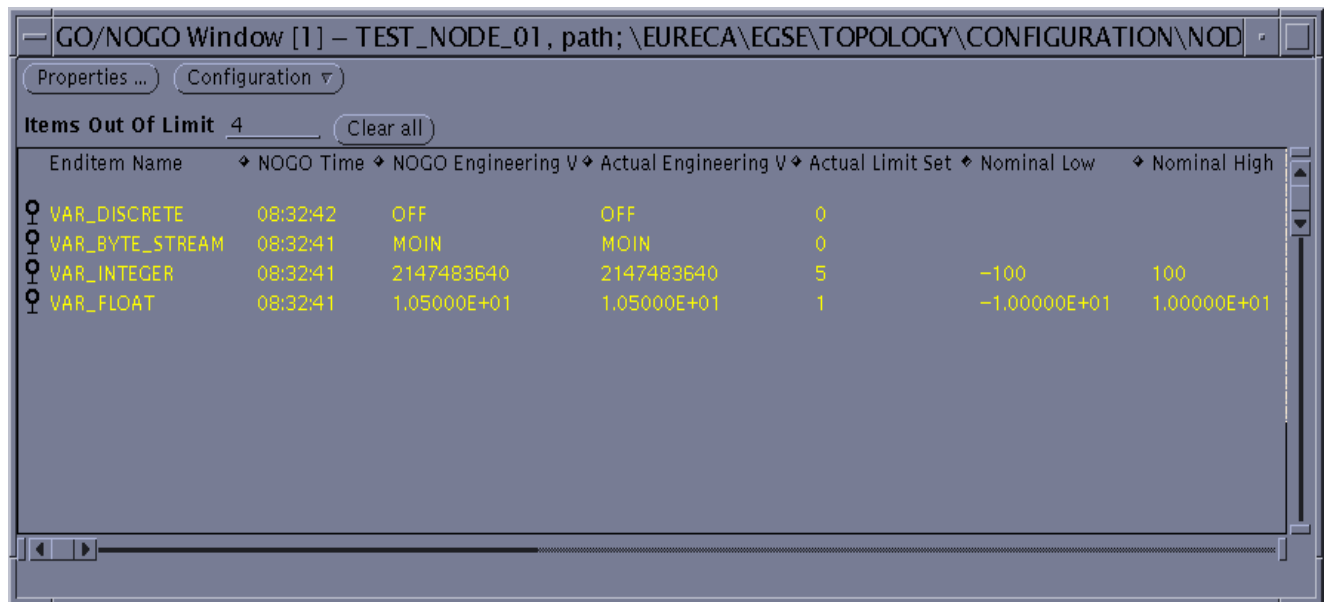 GO/NOGO Window [1] – TEST_NODE_01, path; \EURECA\EGSE\TOPOLOGY\CONFIGURATION\NOD
Properties ... Configuration
Items Out Of Limit 4 Clear all
Enditem Name NOGO Time NOGO Engineering V Actual Engineering V Actual Limit Set Nominal Low Nominal High
VAR_DISCRETE 08:32:42 OFF OFF 0
VAR_BYTE_STREAM 08:32:41 MOIN MOIN 0
VAR_INTEGER 08:32:41 2147483640 2147483640 5 −100 100
VAR_FLOAT 08:32:41 1.05000E+01 1.05000E+01 1 −1.00000E+01 1.00000E+01